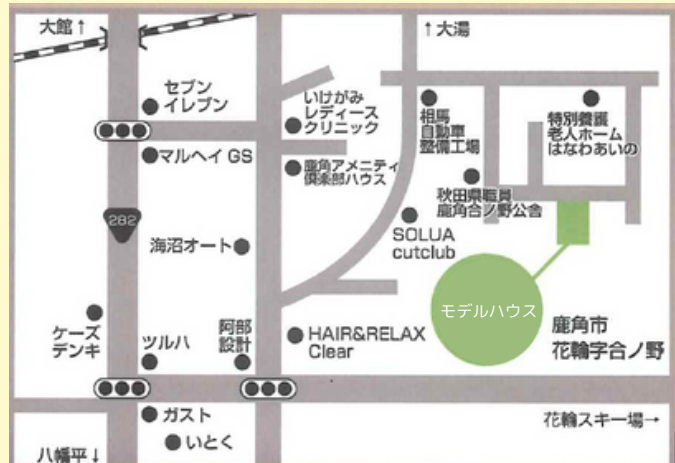 大館↑
↑大湯
セブン
イレブン
いけがみ
レディース
クリニック
相馬
自動車
整備工場
特別養護
老人ホーム
はなわあいの
マルヘイ GS
鹿角アメニティ
倶楽部ハウス
秋田県職員
鹿角合ノ野公舎
282
海沼オート
SOLUA
cutclub
モデルハウス
ケーズ
デンキ
ツルハ
阿部
設計
HAIR&RELAX
Clear
鹿角市
花輪字合ノ野
ガスト
花輪スキー場→
いとく
八幡平↓